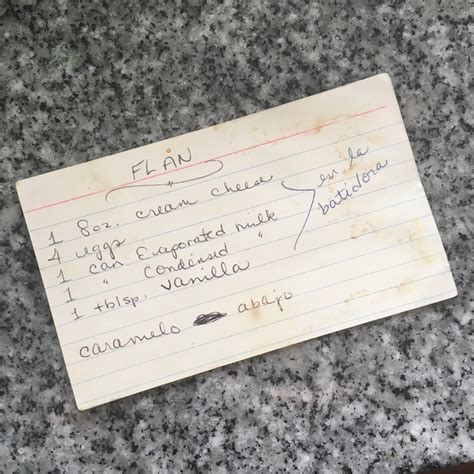 FLAN
1 8oz. cream cheese
4 eggs
1 can Evaporated milk
1 " Condensed "
1 tblsp. vanilla
en la
batidora
caramelo abajo